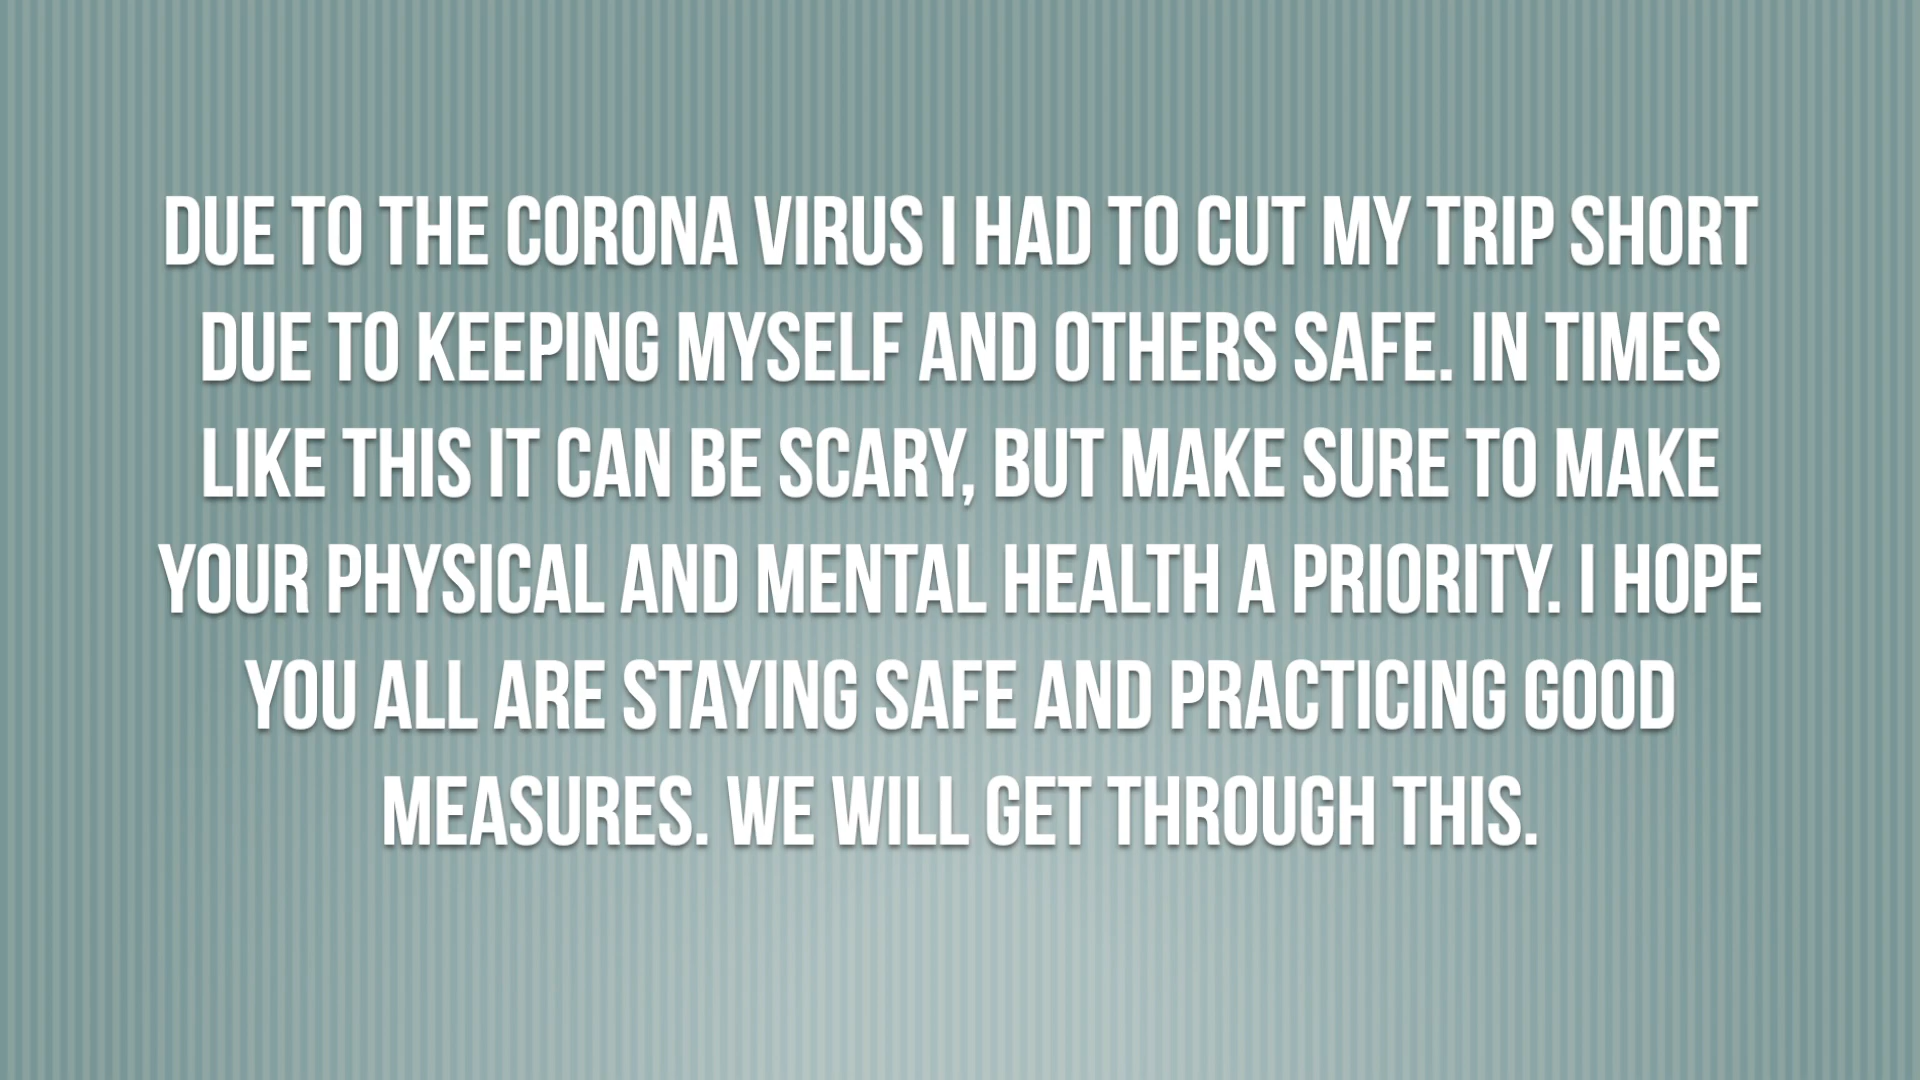 DUE TO THE CORONA VIRUS I HAD TO CUT MY TRIP SHORT
DUE TO KEEPING MYSELF AND OTHERS SAFE. IN TIMES
LIKE THIS IT CAN BE SCARY, BUT MAKE SURE TO MAKE
YOUR PHYSICAL AND MENTAL HEALTH A PRIORITY. I HOPE
YOU ALL ARE STAYING SAFE AND PRACTICING GOOD
MEASURES. WE WILL GET THROUGH THIS.